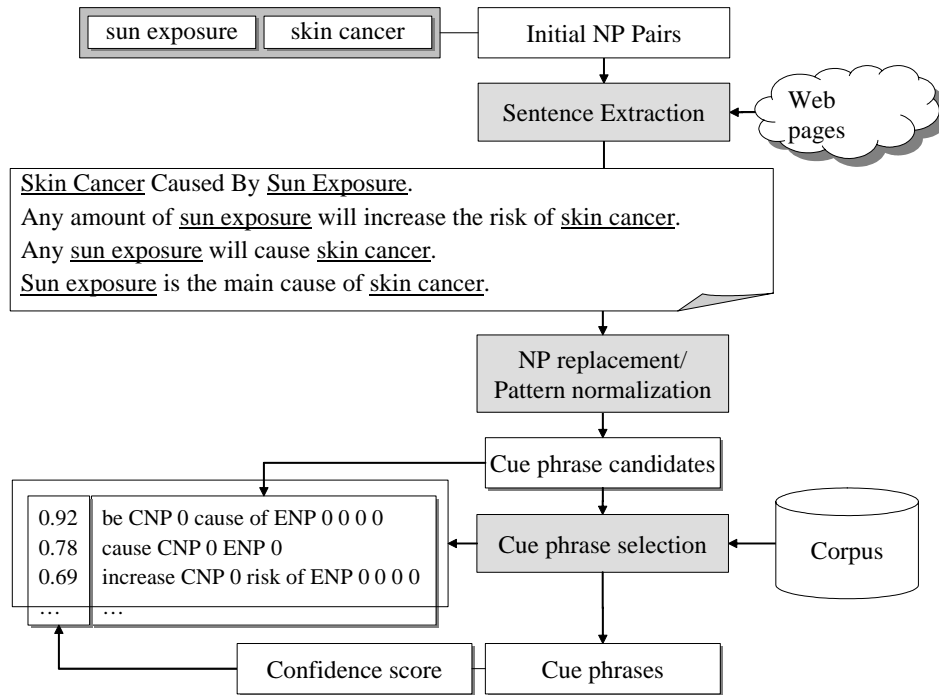 sun exposure
skin cancer
Initial NP Pairs
Sentence Extraction
Web
pages
Skin Cancer Caused By Sun Exposure.
Any amount of sun exposure will increase the risk of skin cancer.
Any sun exposure will cause skin cancer.
Sun exposure is the main cause of skin cancer.
NP replacement/
Pattern normalization
Cue phrase candidates
0.92 be CNP 0 cause of ENP 0 0 0 0
0.78 cause CNP 0 ENP 0
0.69 increase CNP 0 risk of ENP 0 0 0 0
… …
Cue phrase selection
Corpus
Confidence score
Cue phrases